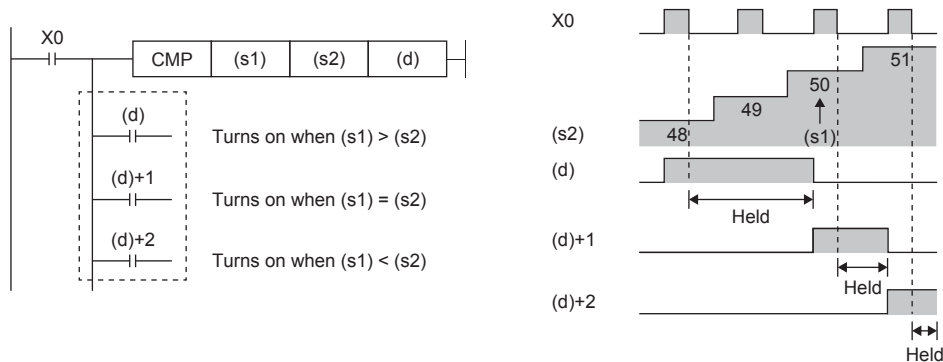 X0
CMP (s1) (s2) (d)
(d)
Turns on when (s1) > (s2)
(d)+1
Turns on when (s1) = (s2)
(d)+2
Turns on when (s1) < (s2)
X0
51
50
49
(s2)
48
(s1)
(d)
Held
(d)+1
Held
(d)+2
Held